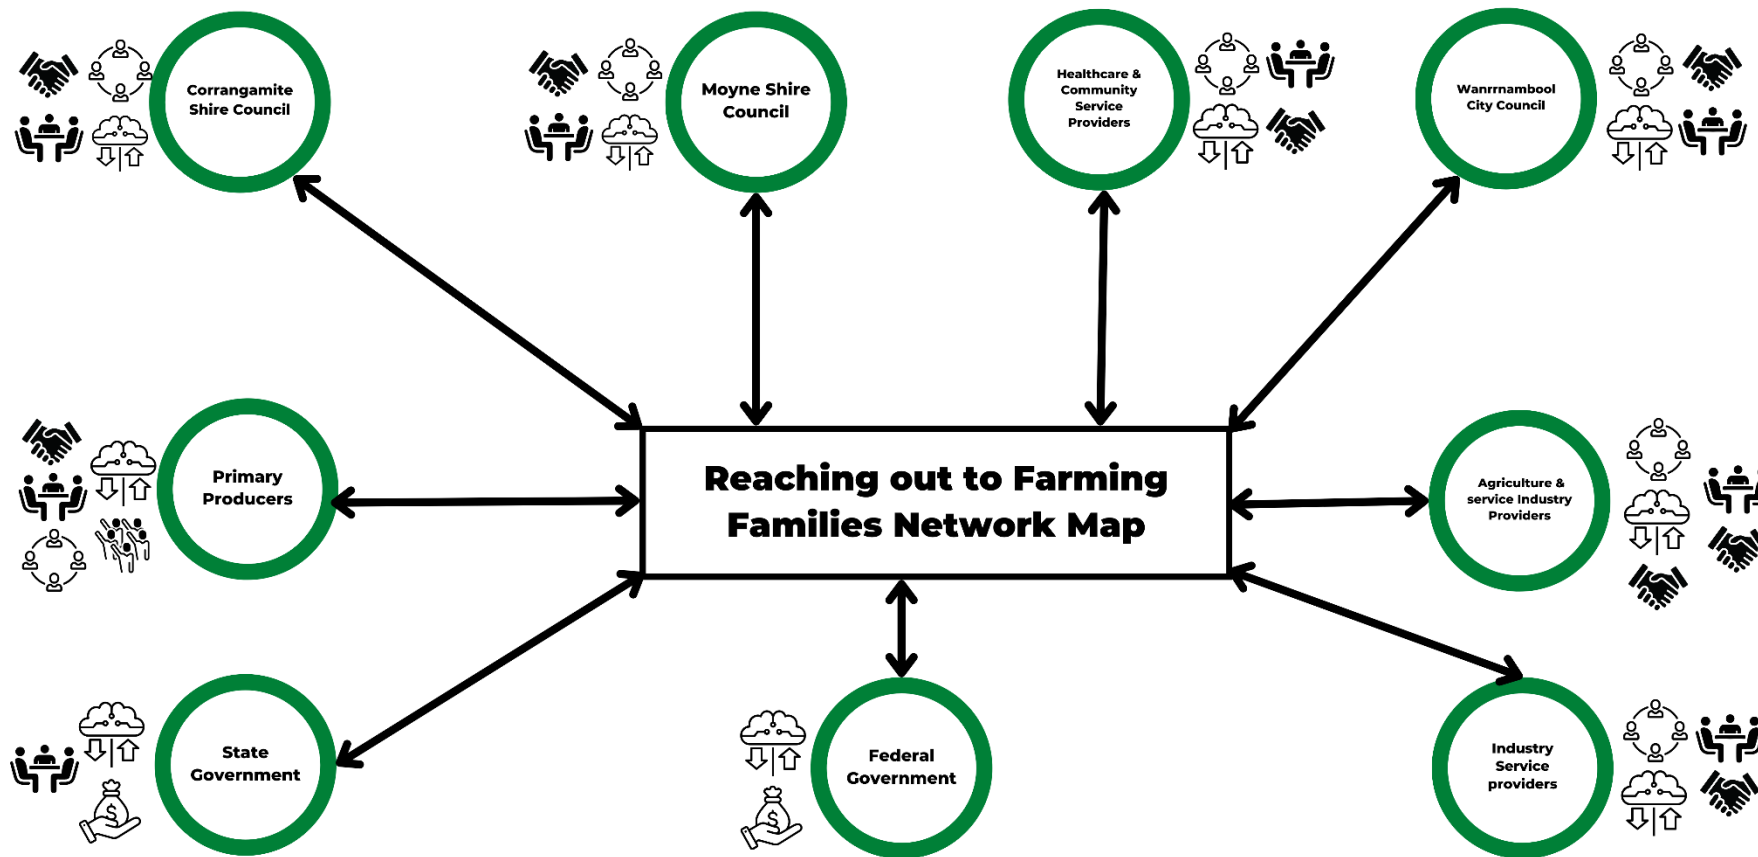 Corrangamite
Shire Council
Moyne Shire
Council
Healthcare &
Community
Service
Providers
Wanrrnambool
City Council
Primary
Producers
Reaching out to Farming
Families Network Map
Agriculture &
service Industry
Providers
State
Government
Federal
Government
Industry
Service
providers